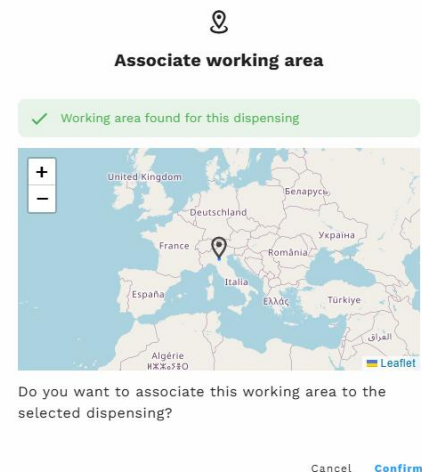 Associate working area
Working area found for this dispensing
+
−
United Kingdom
Беларусь
Deutschland
Україна
France
România
Italia
España
Ελλάς
Türkiye
العراق
Algérie
Leaflet
Do you want to associate this working area to the
selected dispensing?
Cancel Confirm